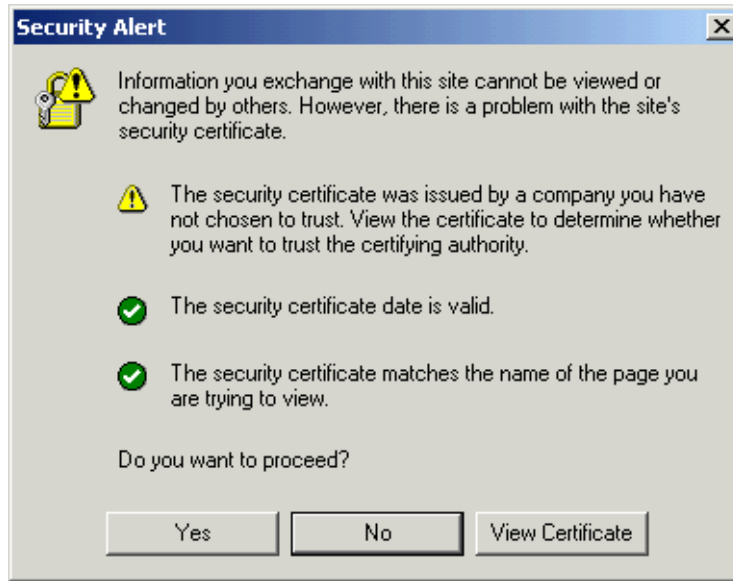 Security Alert
Information you exchange with this site cannot be viewed or
changed by others. However, there is a problem with the site's
security certificate.
The security certificate was issued by a company you have
not chosen to trust. View the certificate to determine whether
you want to trust the certifying authority.
The security certificate date is valid.
The security certificate matches the name of the page you
are trying to view.
Do you want to proceed?
Yes
No
View Certificate